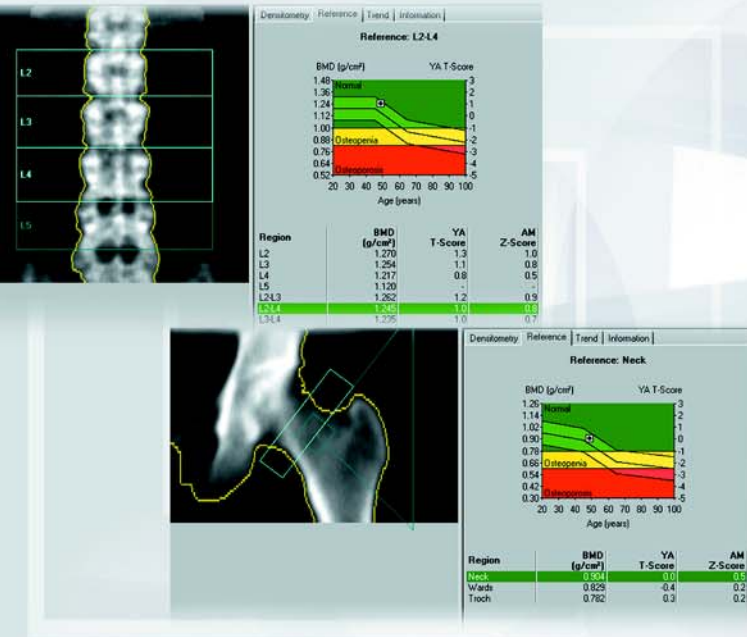 L2
L3
L4
L5
Densitometry Reference Trend Information
Reference: L2-L4
BMD (g/cm²) YA T-Score
1.48 3
1.36 2
1.24 1
1.12 0
1.00 -1
0.88 -2
0.76 -3
0.64 -4
0.52 -5
Normal
Osteopenia
Osteoporosis
20 30 40 50 60 70 80 90 100
Age (years)
Region BMD (g/cm²) YA T-Score AM Z-Score
L2 1.270 1.3 1.0
L3 1.254 1.1 0.8
L4 1.217 0.8 0.5
L5 1.120 - -
L2-L3 1.262 1.2 0.9
L2-L4 1.245 1.0 0.8
L3-L4 1.235 1.0 0.7
Densitometry Reference Trend Information
Reference: Neck
BMD (g/cm²) YA T-Score
1.26 3
1.14 2
1.02 1
0.90 0
0.78 -1
0.66 -2
0.54 -3
0.42 -4
0.30 -5
Normal
Osteopenia
Osteoporosis
20 30 40 50 60 70 80 90 100
Age (years)
Region BMD (g/cm²) YA T-Score AM Z-Score
Neck 0.904 0.0 0.5
Wards 0.829 -0.4 0.2
Troch 0.782 0.3 0.2